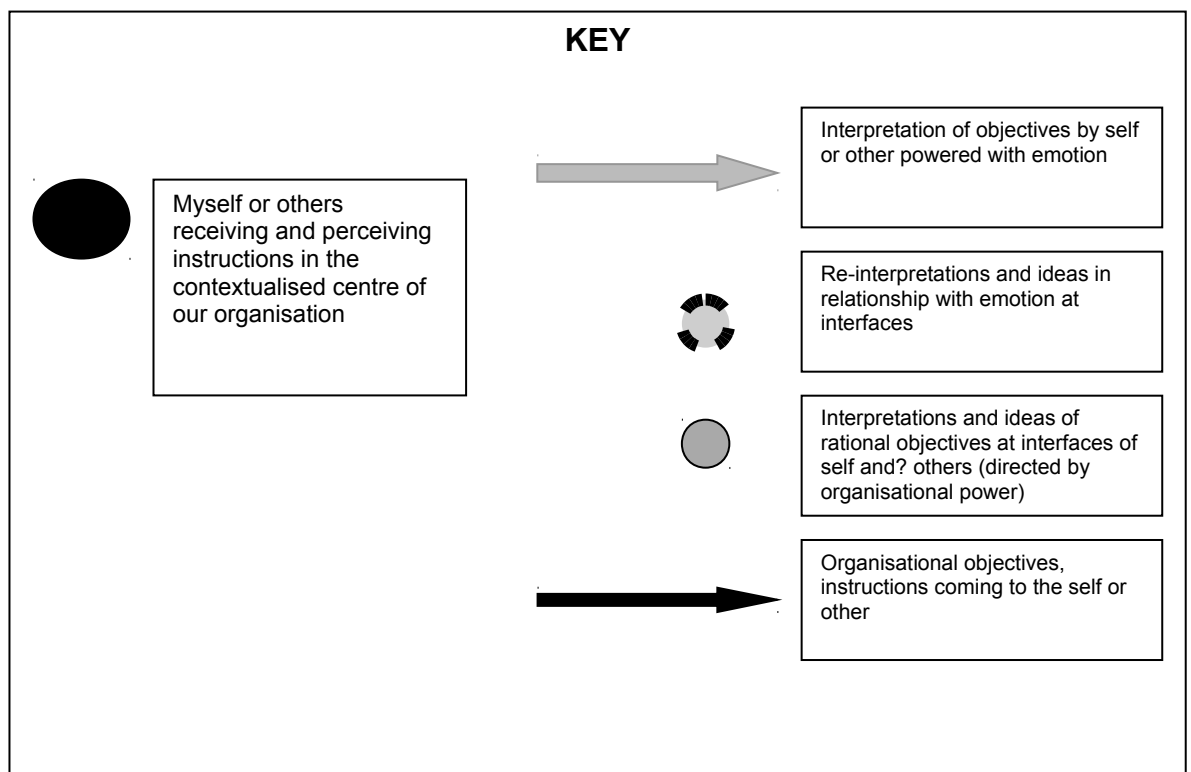 KEY
Myself or others
receiving and perceiving
instructions in the
contextualised centre of
our organisation
Interpretation of objectives by self
or other powered with emotion
Re-interpretations and ideas in
relationship with emotion at
interfaces
Interpretations and ideas of
rational objectives at interfaces of
self and? others (directed by
organisational power)
Organisational objectives,
instructions coming to the self or
other